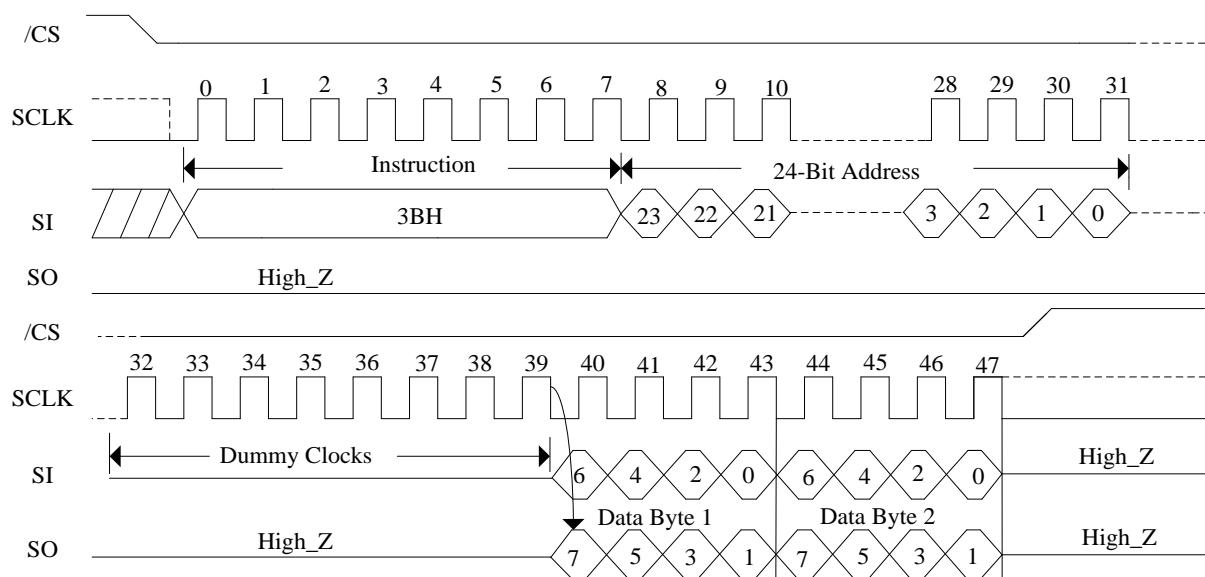 /CS
0 1 2 3 4 5 6 7 8 9 10 28 29 30 31
SCLK
Instruction 24-Bit Address
SI 3BH 23 22 21 3 2 1 0
SO High_Z
/CS
32 33 34 35 36 37 38 39 40 41 42 43 44 45 46 47
SCLK
Dummy Clocks
SI 6 4 2 0 6 4 2 0 High_Z
Data Byte 1 Data Byte 2
SO High_Z 7 5 3 1 7 5 3 1 High_Z